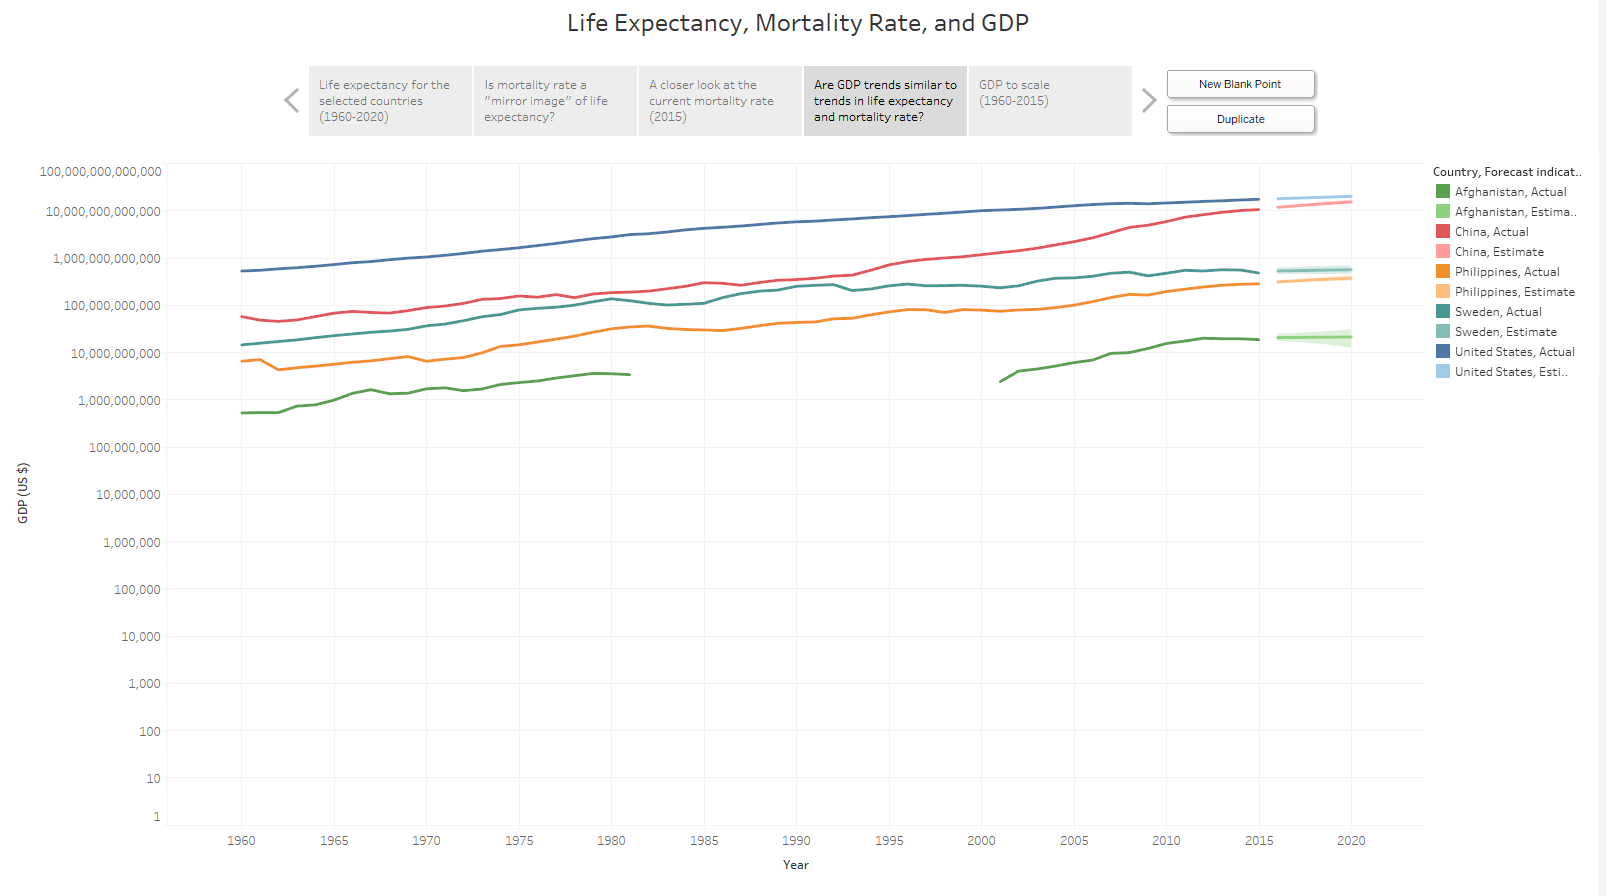 Life Expectancy, Mortality Rate, and GDP
Life expectancy for the
selected countries
(1960-2020)
Is mortality rate a
"mirror image" of life
expectancy?
A closer look at the
current mortality rate
(2015)
Are GDP trends similar to
trends in life expectancy
and mortality rate?
GDP to scale
(1960-2015)
New Blank Point
Duplicate
100,000,000,000,000
10,000,000,000,000
1,000,000,000,000
100,000,000,000
10,000,000,000
1,000,000,000
100,000,000
10,000,000
1,000,000
100,000
10,000
1,000
100
10
1
GDP (US $)
1960 1965 1970 1975 1980 1985 1990 1995 2000 2005 2010 2015 2020
Year
Country, Forecast indicat..
Afghanistan, Actual
Afghanistan, Estima..
China, Actual
China, Estimate
Philippines, Actual
Philippines, Estimate
Sweden, Actual
Sweden, Estimate
United States, Actual
United States, Esti..